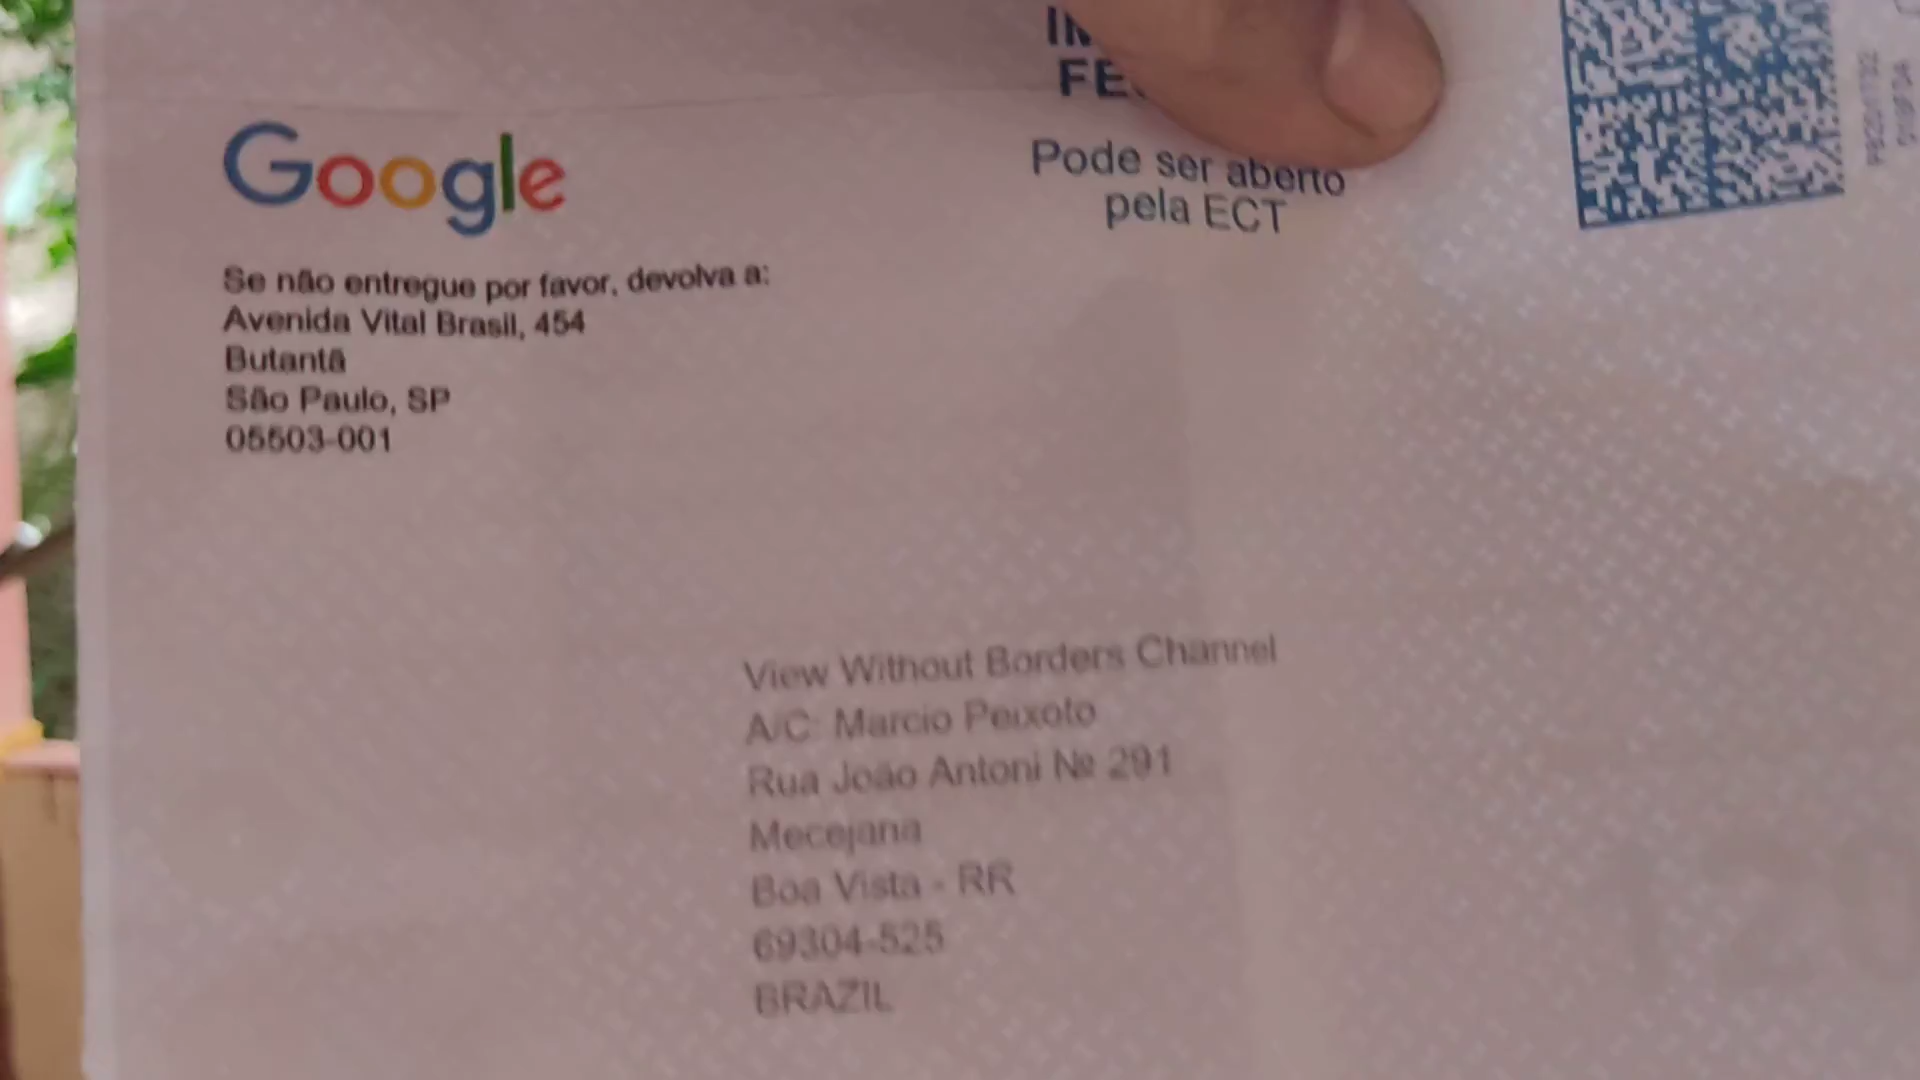 Google
Pode ser aberto
pela ECT
Se não entregue por favor, devolva a:
Avenida Vital Brasil, 454
Butantã
São Paulo, SP
05503-001
View Without Borders Channel
A/C: Marcio Peixoto
Rua João Antoni № 291
Mecejana
Boa Vista - RR
69304-525
BRAZIL